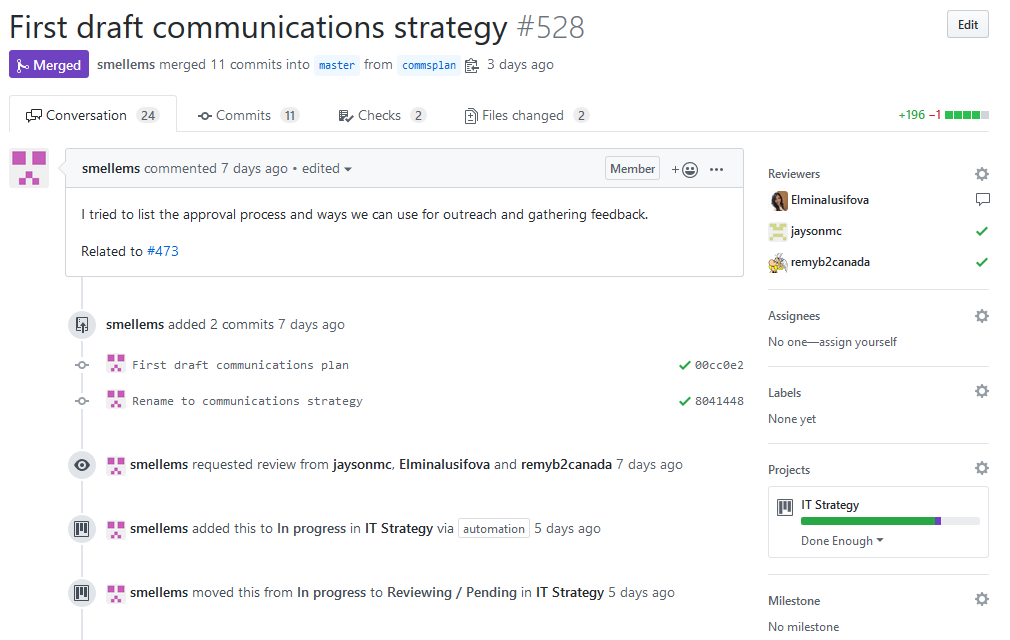 First draft communications strategy #528
Edit
Merged smellems merged 11 commits into master from commsplan 3 days ago
Conversation 24 Commits 11 Checks 2 Files changed 2 +196 −1
smellems commented 7 days ago • edited Member
I tried to list the approval process and ways we can use for outreach and gathering feedback.
Related to #473
smellems added 2 commits 7 days ago
First draft communications plan 00cc0e2
Rename to communications strategy 8041448
smellems requested review from jaysonmc, Elminalusifova and remyb2canada 7 days ago
smellems added this to In progress in IT Strategy via automation 5 days ago
smellems moved this from In progress to Reviewing / Pending in IT Strategy 5 days ago
Reviewers
Elminalusifova
jaysonmc
remyb2canada
Assignees
No one—assign yourself
Labels
None yet
Projects
IT Strategy
Done Enough
Milestone
No milestone